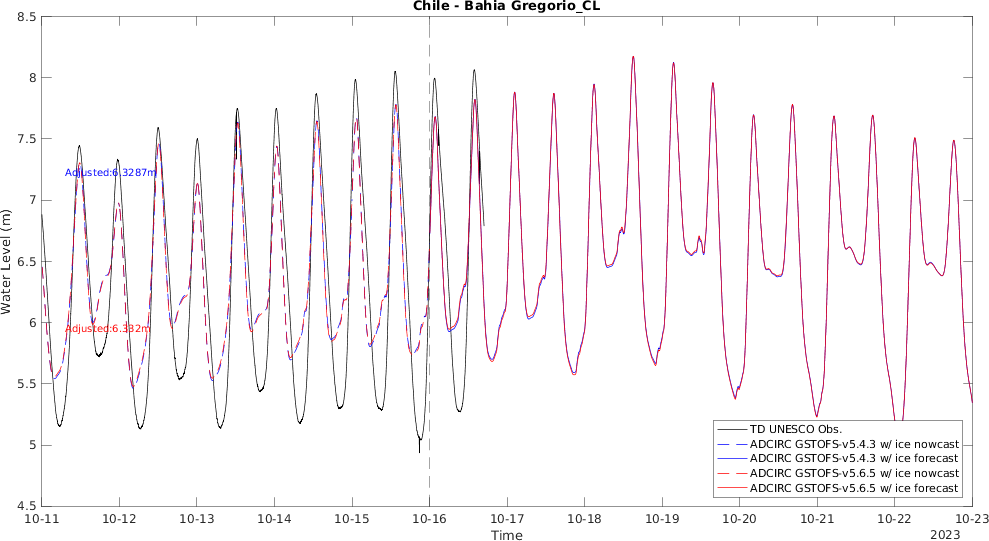 Chile - Bahia Gregorio_CL
8.5
8
7.5
7
6.5
6
5.5
5
4.5
Water Level (m)
Adjusted:6.3287m
Adjusted:6.332m
TD UNESCO Obs.
ADCIRC GSTOFS-v5.4.3 w/ ice nowcast
ADCIRC GSTOFS-v5.4.3 w/ ice forecast
ADCIRC GSTOFS-v5.6.5 w/ ice nowcast
ADCIRC GSTOFS-v5.6.5 w/ ice forecast
10-11 10-12 10-13 10-14 10-15 10-16 10-17 10-18 10-19 10-20 10-21 10-22 10-23
Time
2023